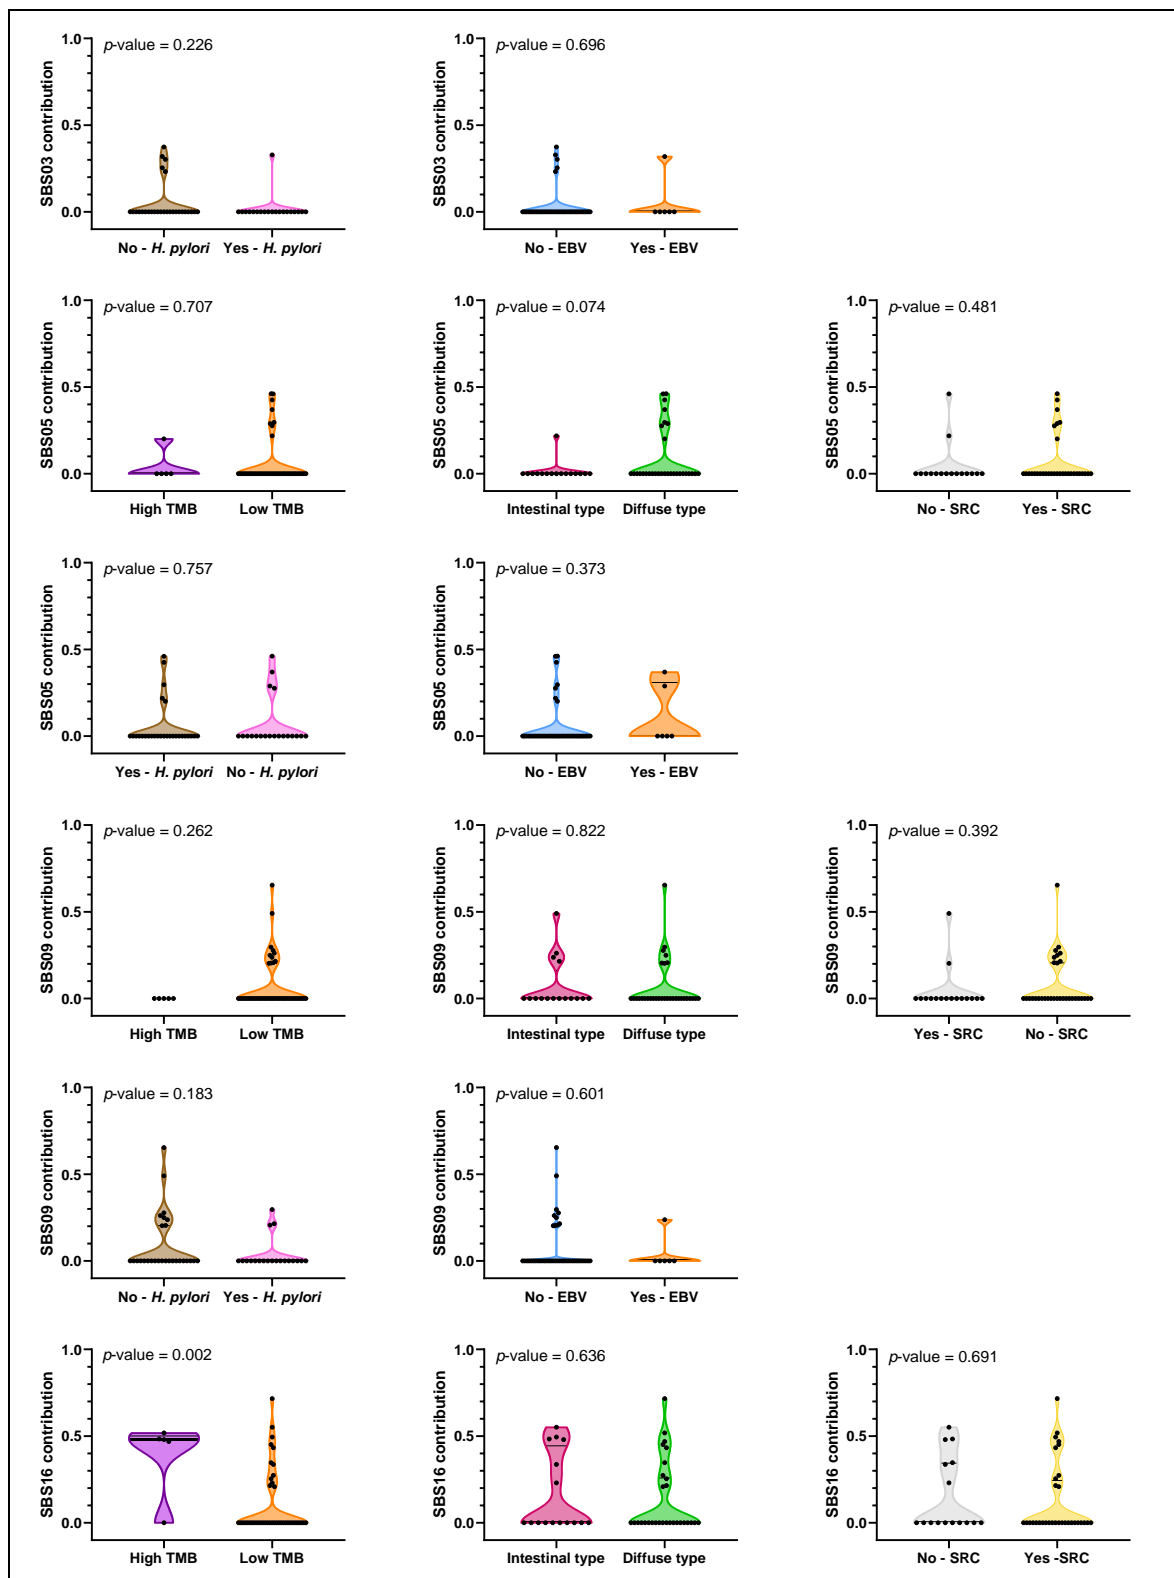 p-value = 0.226
SBS03 contribution
1.0
0.5
0.0
No - H. pylori
Yes - H. pylori
p-value = 0.696
SBS03 contribution
1.0
0.5
0.0
No - EBV
Yes - EBV
p-value = 0.707
SBS05 contribution
1.0
0.5
0.0
High TMB
Low TMB
p-value = 0.074
SBS05 contribution
1.0
0.5
0.0
Intestinal type
Diffuse type
p-value = 0.481
SBS05 contribution
1.0
0.5
0.0
No - SRC
Yes - SRC
p-value = 0.757
SBS05 contribution
1.0
0.5
0.0
Yes - H. pylori
No - H. pylori
p-value = 0.373
SBS05 contribution
1.0
0.5
0.0
No - EBV
Yes - EBV
p-value = 0.262
SBS09 contribution
1.0
0.5
0.0
High TMB
Low TMB
p-value = 0.822
SBS09 contribution
1.0
0.5
0.0
Intestinal type
Diffuse type
p-value = 0.392
SBS09 contribution
1.0
0.5
0.0
Yes - SRC
No - SRC
p-value = 0.183
SBS09 contribution
1.0
0.5
0.0
No - H. pylori
Yes - H. pylori
p-value = 0.601
SBS09 contribution
1.0
0.5
0.0
No - EBV
Yes - EBV
p-value = 0.002
SBS16 contribution
1.0
0.5
0.0
High TMB
Low TMB
p-value = 0.636
SBS16 contribution
1.0
0.5
0.0
Intestinal type
Diffuse type
p-value = 0.691
SBS16 contribution
1.0
0.5
0.0
No - SRC
Yes -SRC